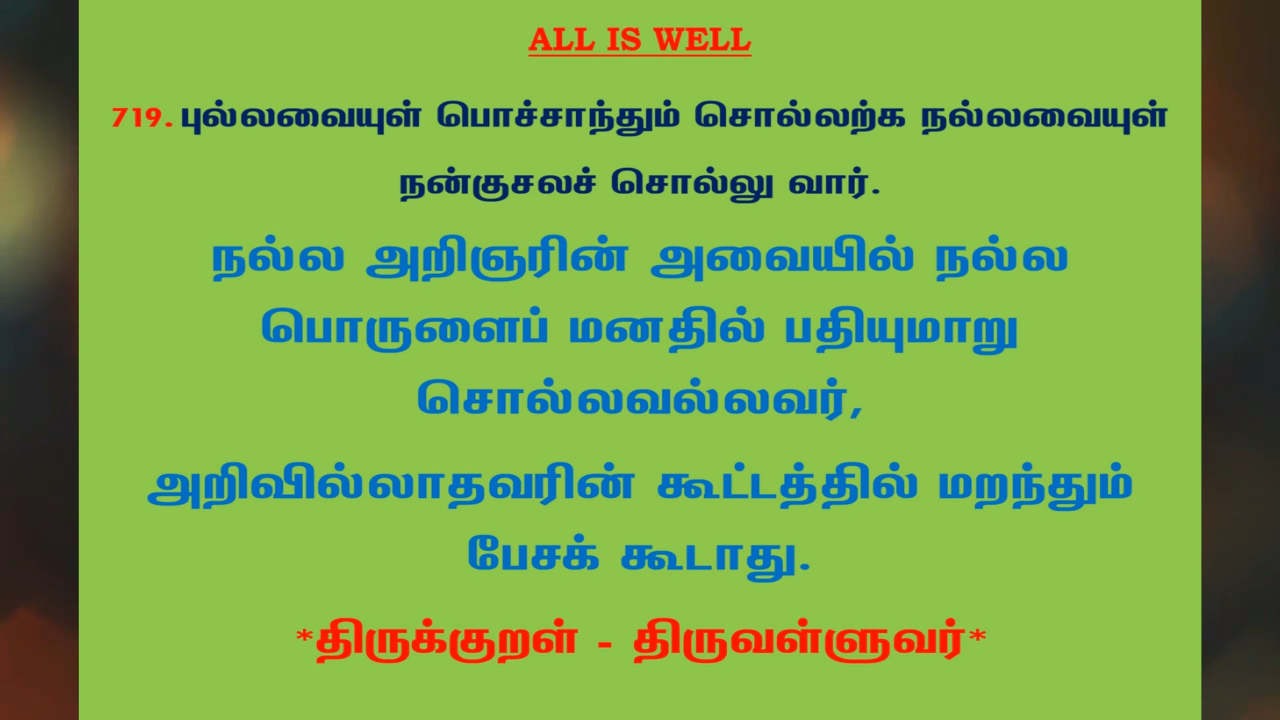 ALL IS WELL
719. புல்லவையுள் பொச்சாந்தும் சொல்லற்க நல்லவையுள்
நன்குசலச் சொல்லு வார்.
நல்ல அறிஞரின் அவையில் நல்ல
பொருளைப் மனதில் பதியுமாறு
சொல்லவல்லவர்,
அறிவில்லாதவரின் கூட்டத்தில் மறந்தும்
பேசக் கூடாது.
*திருக்குறள் - திருவள்ளுவர்*